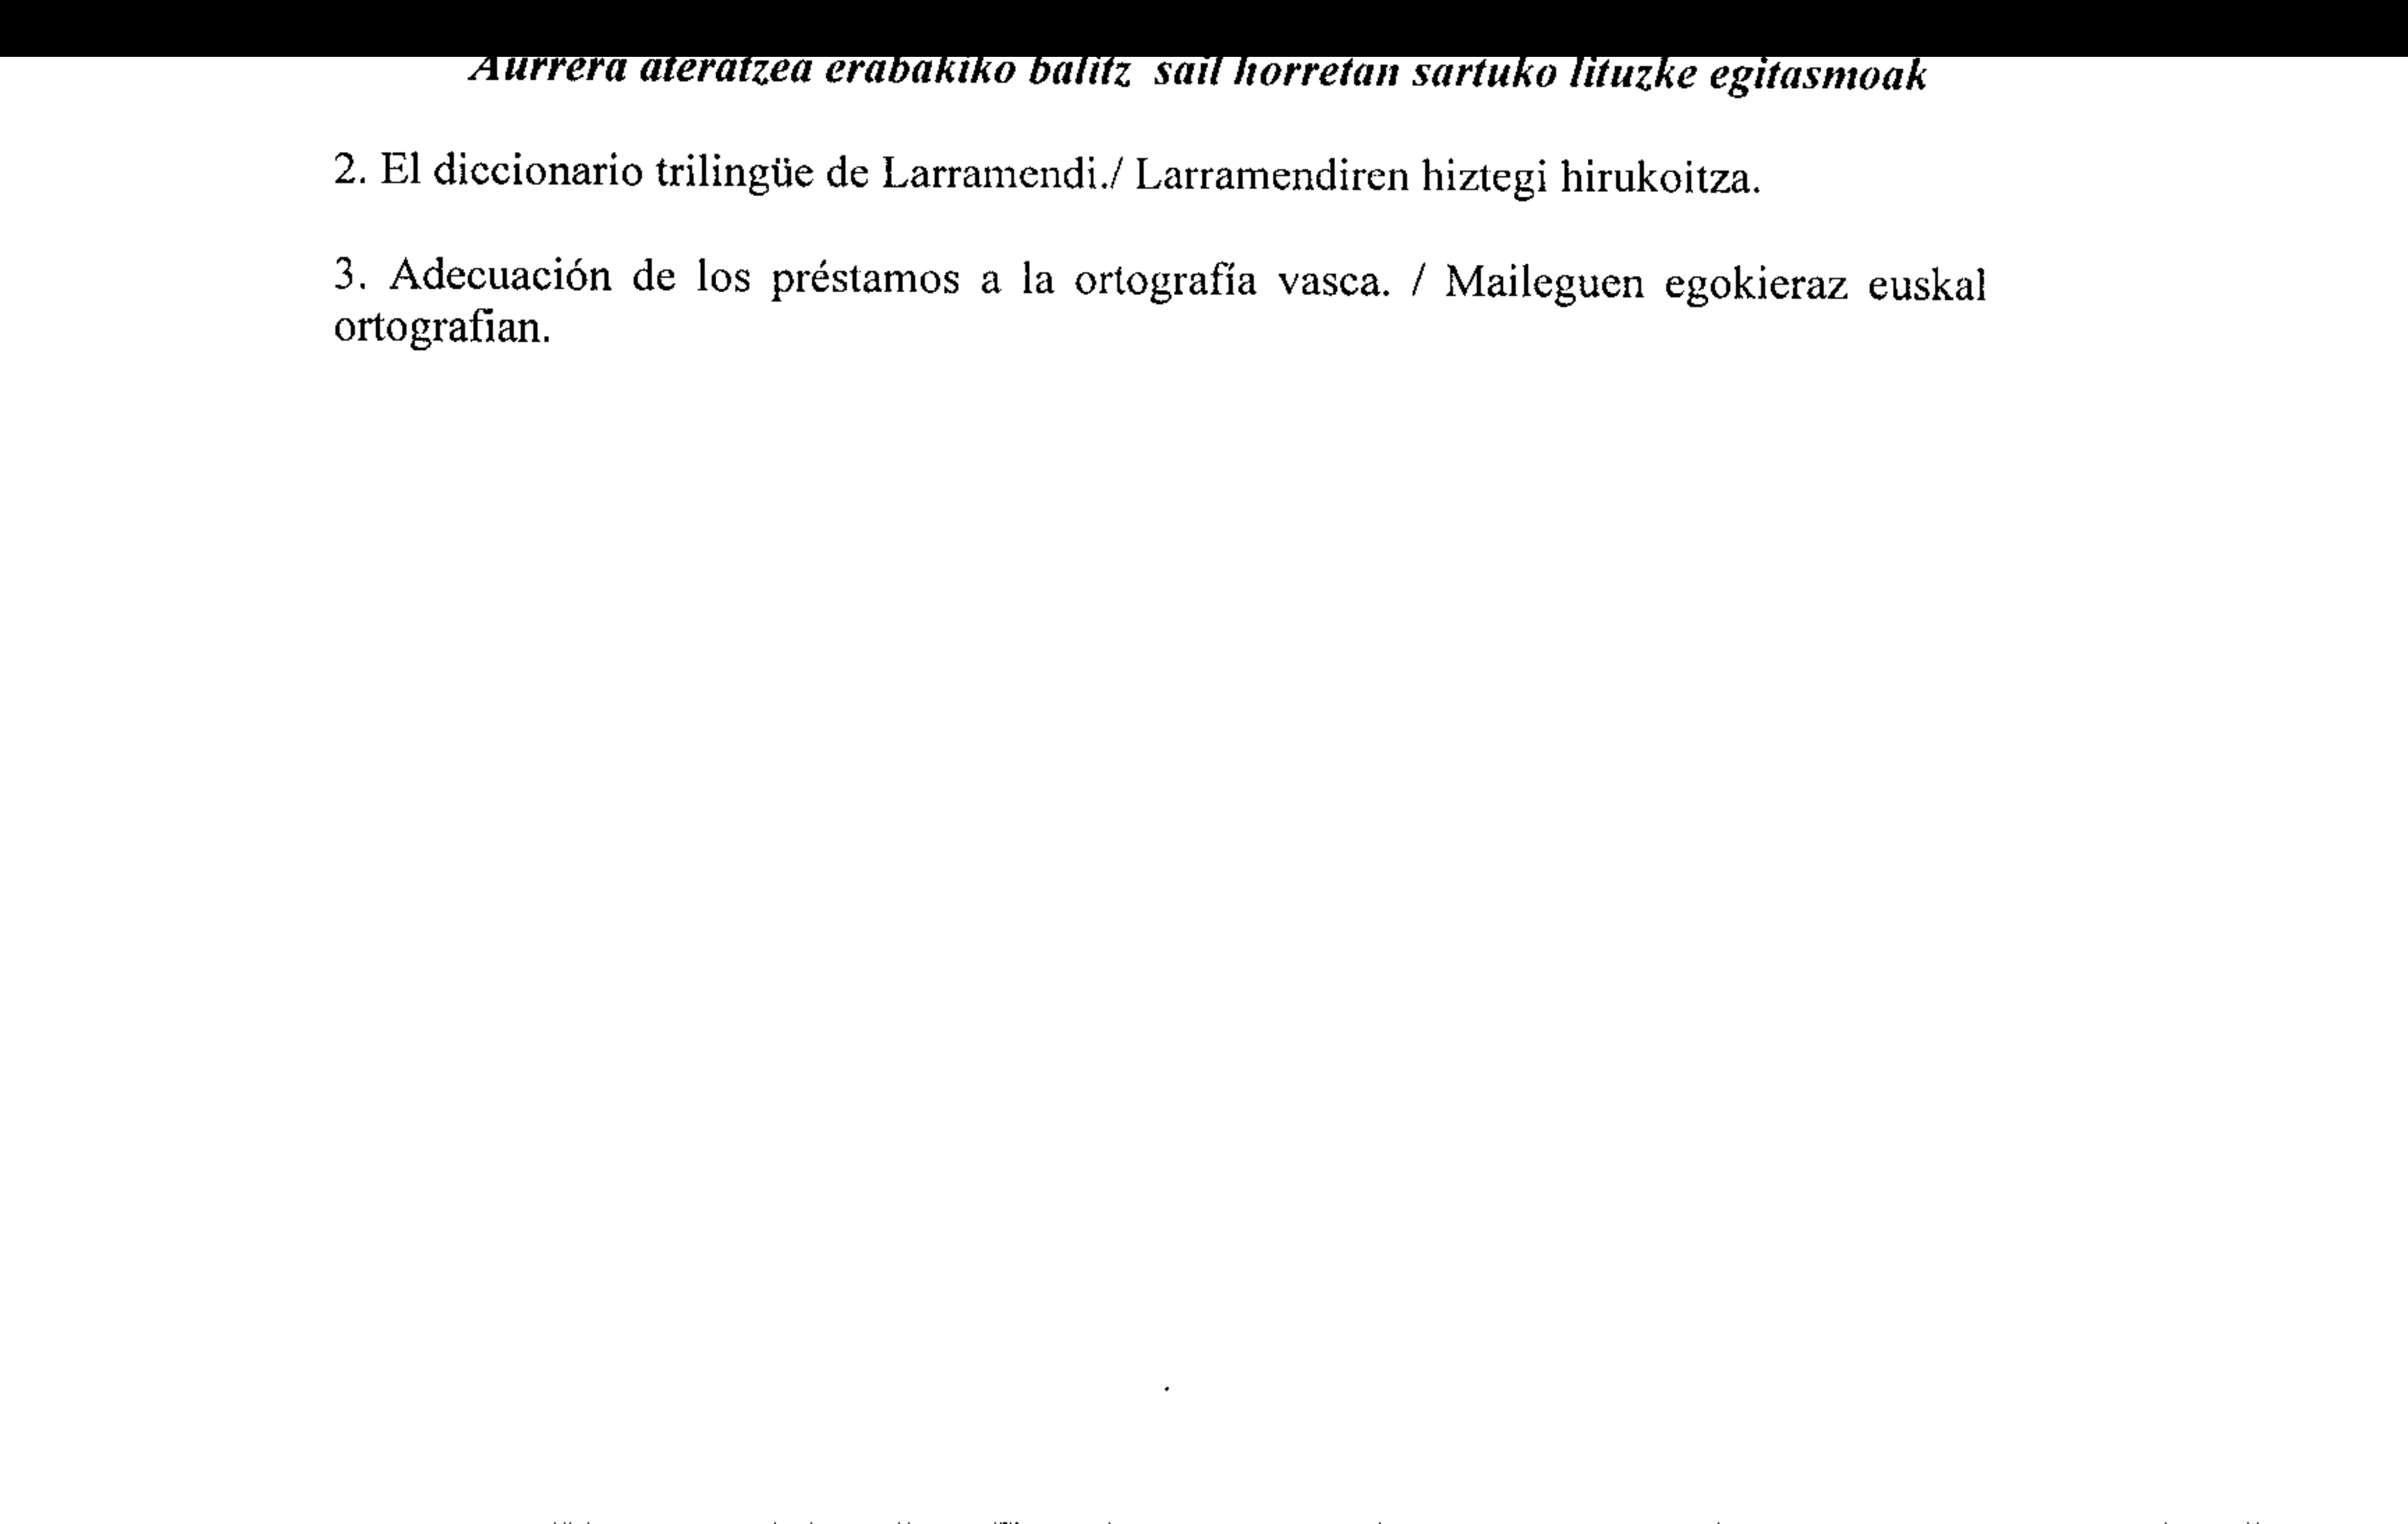 Aurrera ateratzea erabakiko balitz sail horretan sartuko lituzke egitasmoak
2. El diccionario trilingüe de Larramendi./ Larramendiren hiztegi hirukoitza.
3. Adecuación de los préstamos a la ortografía vasca. / Maileguen egokieraz euskal
ortografian.